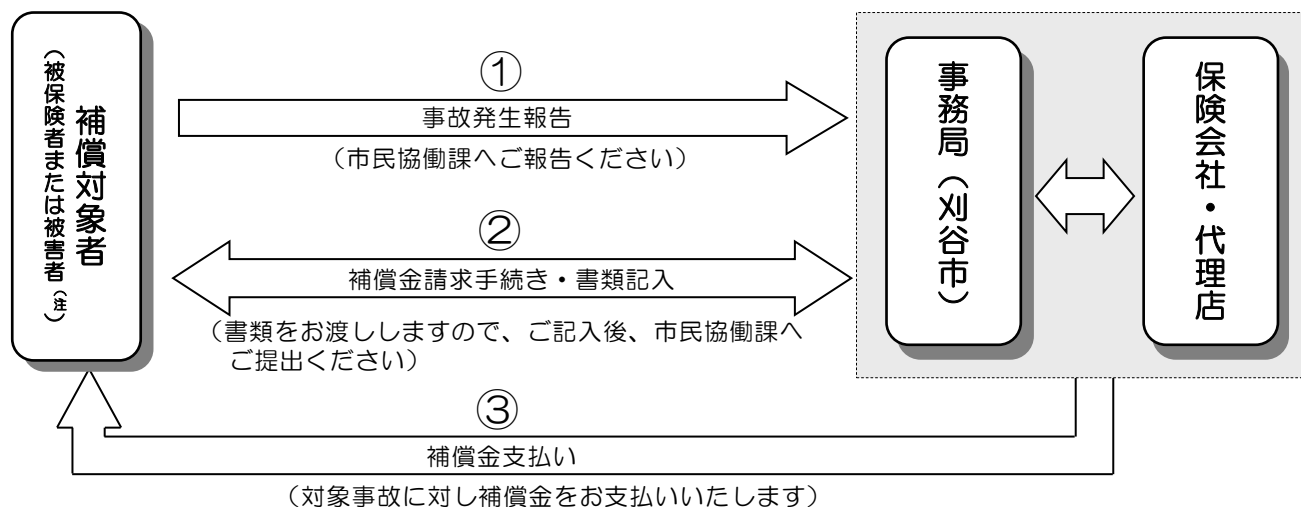 補償対象者
（被保険者または被害者（注））
①
事故発生報告
（市民協働課へご報告ください）
②
補償金請求手続き・書類記入
（書類をお渡ししますので、ご記入後、市民協働課へ
ご提出ください）
③
補償金支払い
（対象事故に対し補償金をお支払いいたします）
事務局（刈谷市）
保険会社・代理店